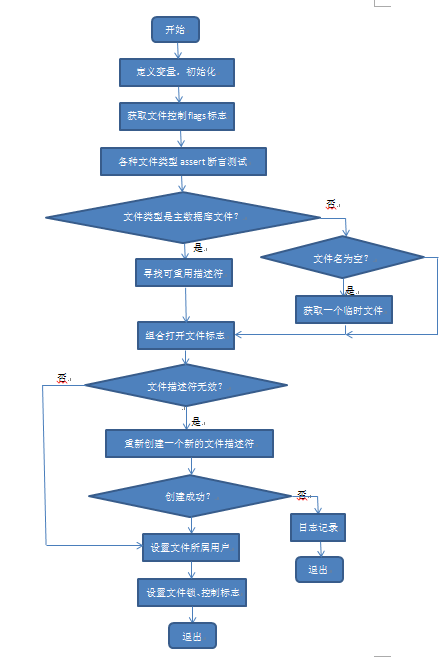 开始
定义变量，初始化
获取文件控制flags标志
各种文件类型 assert 断言测试
文件类型是主数据库文件？
否
是
文件名为空？
寻找可重用描述符
是
获取一个临时文件
组合打开文件标志
否
文件描述符无效？
是
重新创建一个新的文件描述符
创建成功？
否
日志记录
设置文件所属用户
退出
设置文件锁、控制标志
退出